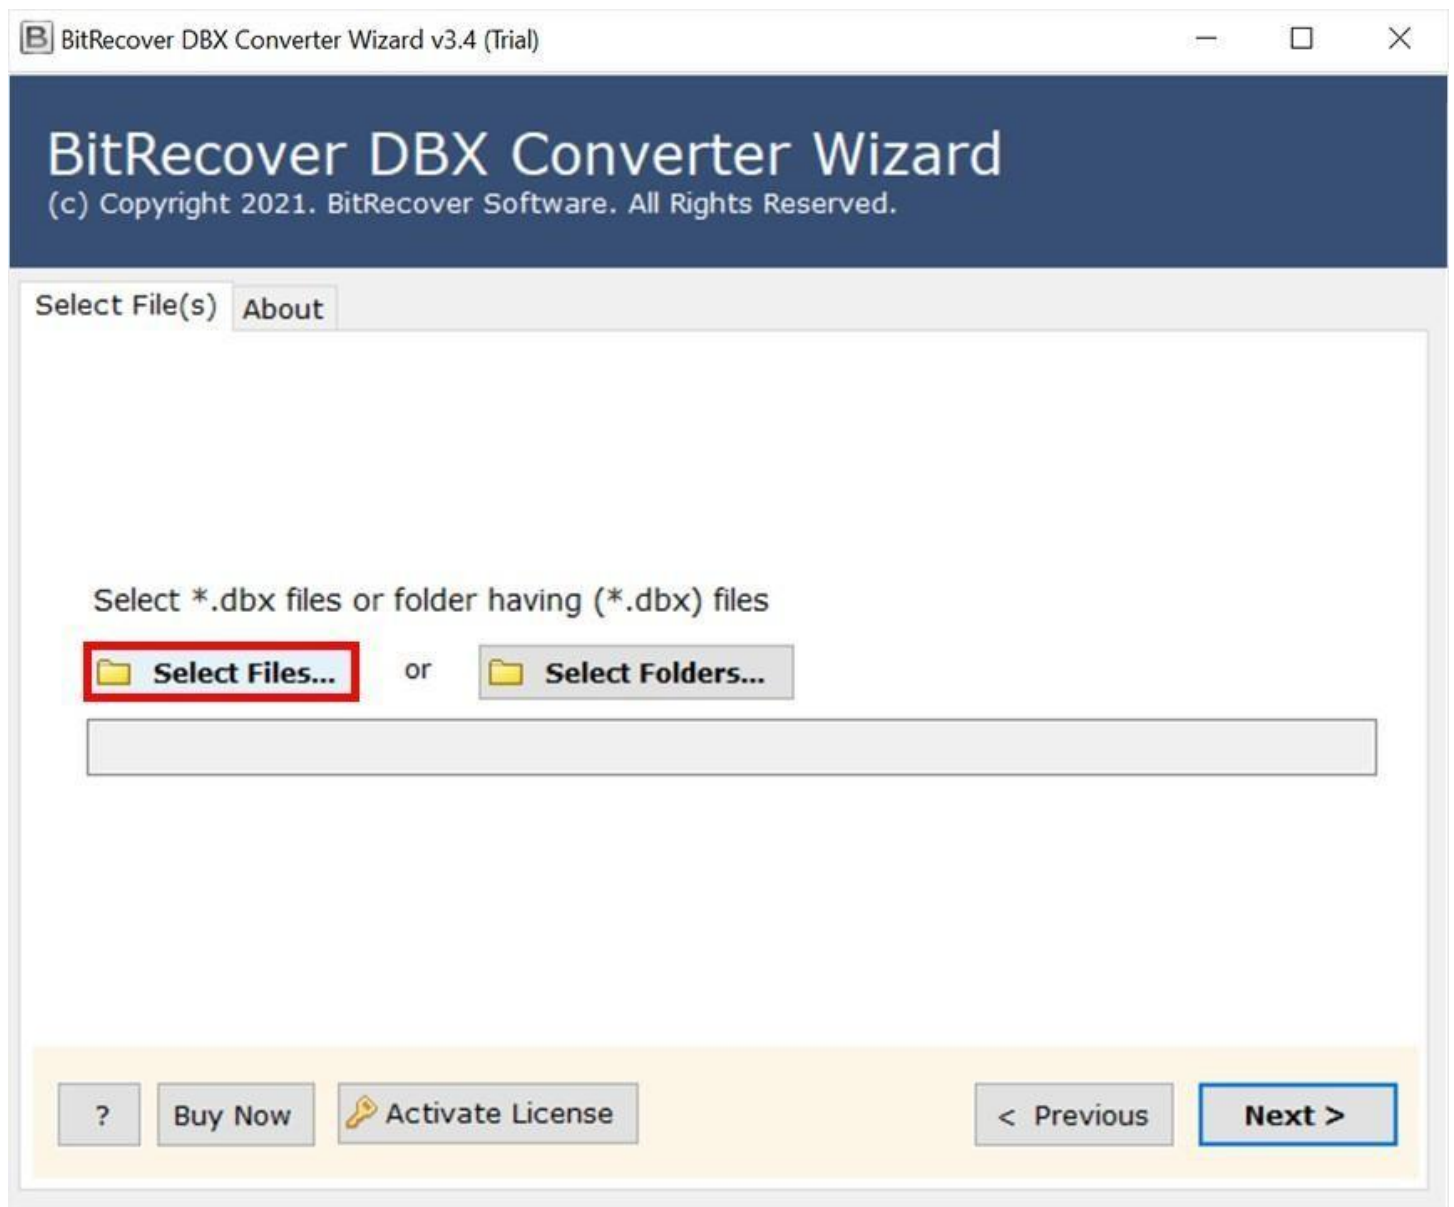 BitRecover DBX Converter Wizard v3.4 (Trial)
BitRecover DBX Converter Wizard
(c) Copyright 2021. BitRecover Software. All Rights Reserved.
Select File(s) About
Select *.dbx files or folder having (*.dbx) files
Select Files... or Select Folders...
? Buy Now Activate License < Previous Next >